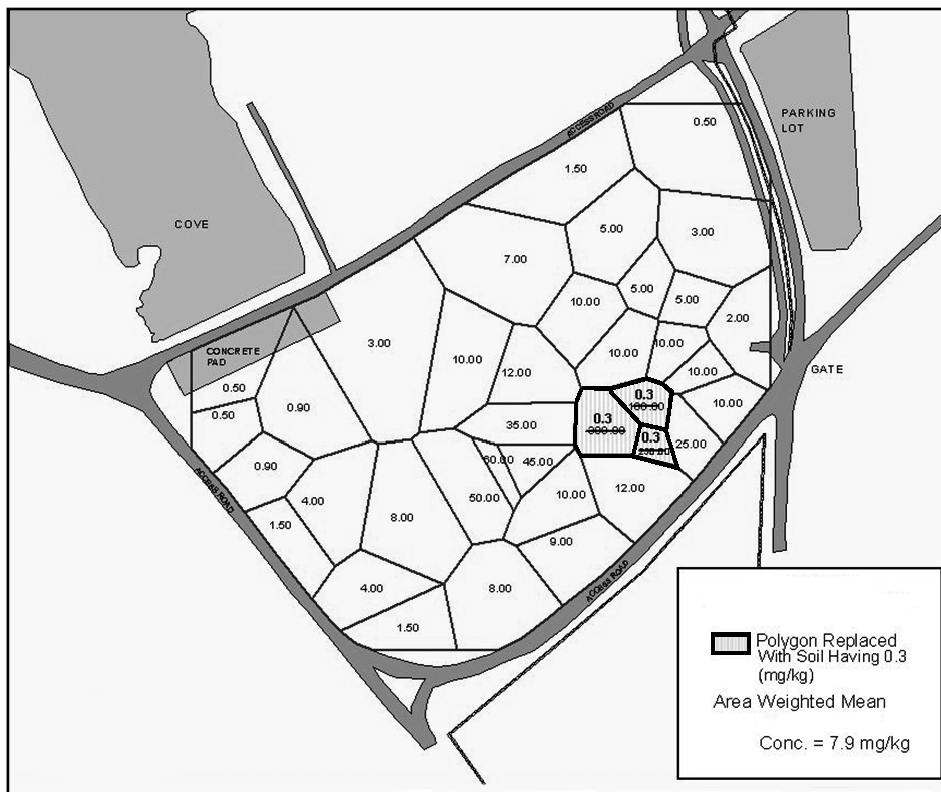 ACCESS ROAD
0.50
PARKING
LOT
1.50
COVE
5.00
3.00
7.00
5.00
10.00
5.00
2.00
3.00
10.00
10.00
10.00
CONCRETE
PAD
12.00
10.00
GATE
0.50
0.3
10.00
0.90
0.50
0.3
35.00
0.3
25.00
60.00
45.00
0.90
ACCESS ROAD
4.00
50.00
10.00
12.00
8.00
1.50
9.00
4.00
8.00
ACCESS ROAD
1.50
Polygon Replaced
With Soil Having 0.3
(mg/kg)
Area Weighted Mean
Conc. = 7.9 mg/kg